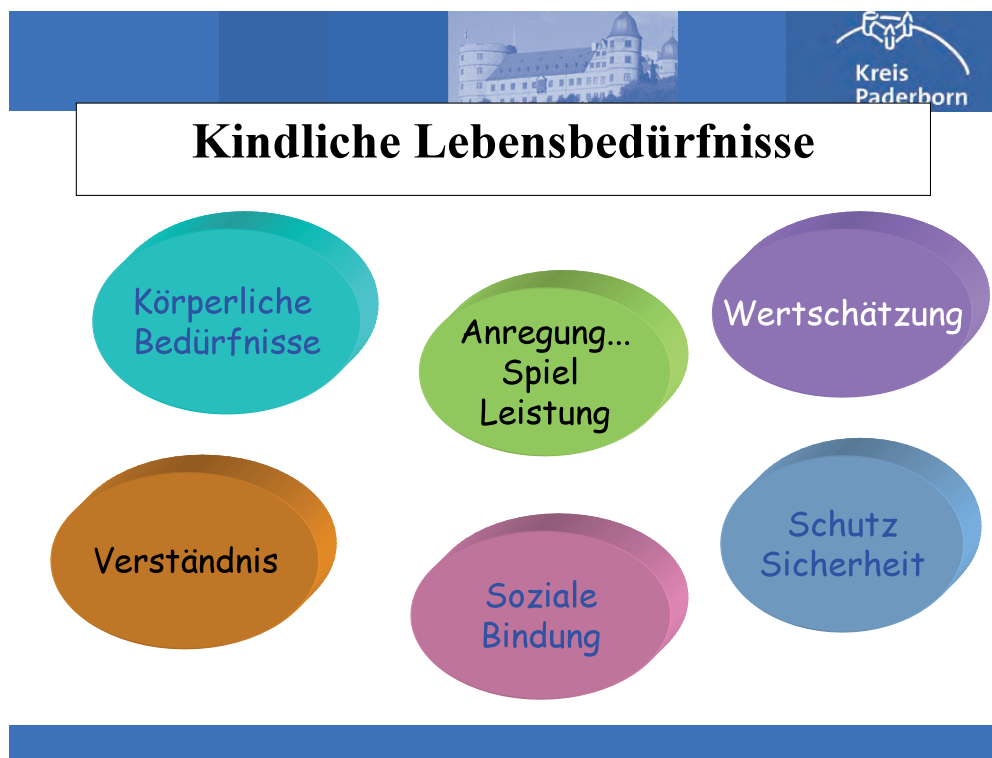 Kreis
Paderborn
Kindliche Lebensbedürfnisse
Körperliche
Bedürfnisse
Anregung...
Spiel
Leistung
Wertschätzung
Verständnis
Soziale
Bindung
Schutz
Sicherheit